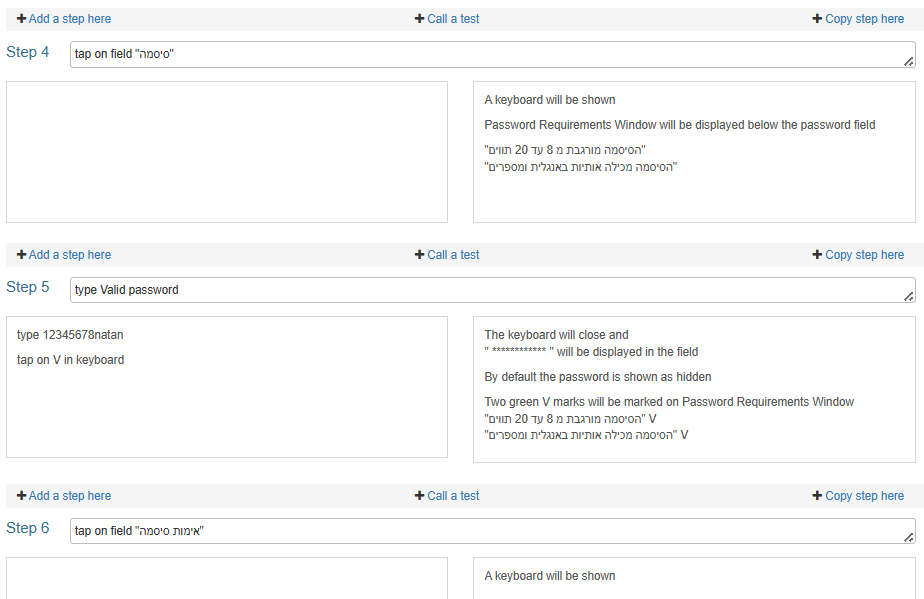 Add a step here Call a test Copy step here
Step 4 tap on field "סיסמה"
A keyboard will be shown
Password Requirements Window will be displayed below the password field
"הסיסמה מורגבת מ 8 עד 20 תווים"
"הסיסמה מכילה אותיות באנגלית ומספרים"
Add a step here Call a test Copy step here
Step 5 type Valid password
type 12345678natan
tap on V in keyboard
The keyboard will close and
" ************ " will be displayed in the field
By default the password is shown as hidden
Two green V marks will be marked on Password Requirements Window
"הסיסמה מורגבת מ 8 עד 20 תווים" V
"הסיסמה מכילה אותיות באנגלית ומספרים" V
Add a step here Call a test Copy step here
Step 6 tap on field "אימות סיסמה"
A keyboard will be shown